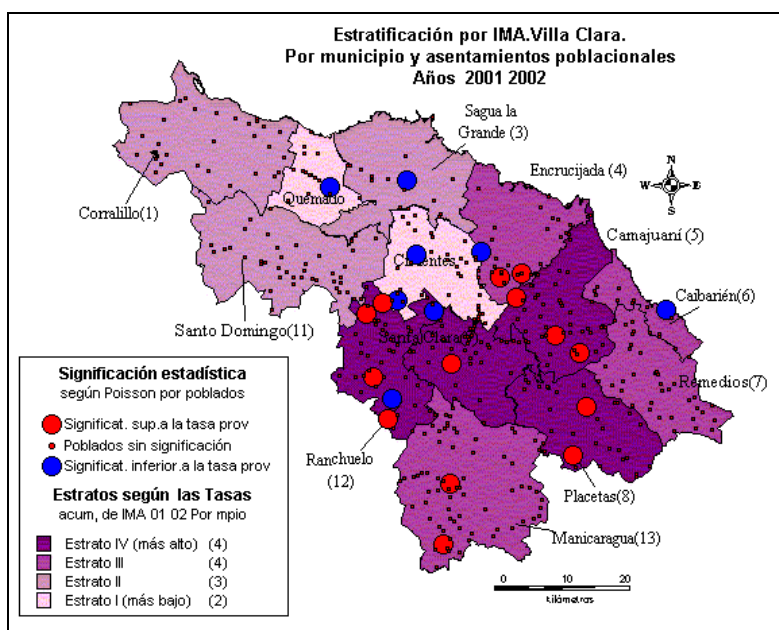 Estratificación por IMA.Villa Clara.
Por municipio y asentamientos poblacionales
Años 2001 2002
Sagua la
Grande (3)
N
W E
S
Encrucijada (4)
Quemado
Corralillo(1)
Camajuaní (5)
Caibarién(6)
Santo Domingo(11)
Santa Clara
Remedios(7)
Ranchuelo
(12)
Placetas(8)
Manicaragua(13)
Significación estadística
según Poisson por poblados
Significat. sup.a la tasa prov
Poblados sin significación
Significat. inferior.a la tasa prov
Estratos según las Tasas
acum, de IMA 01 02 Por mpio
Estrato IV (más alto) (4)
Estrato III (4)
Estrato II (3)
Estrato I (más bajo) (2)
0 10 20
kilómetros